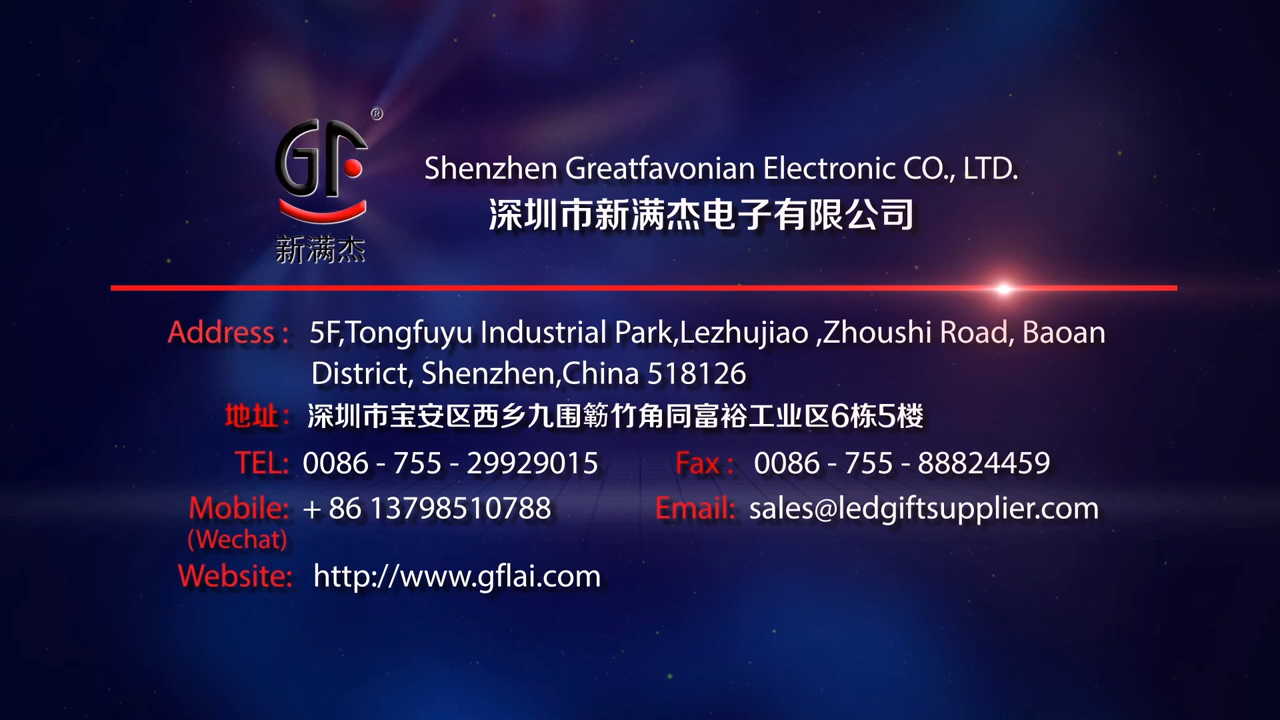 GF®
新满杰
Shenzhen Greatfavonian Electronic CO., LTD.
深圳市新满杰电子有限公司
Address : 5F,Tongfuyu Industrial Park,Lezhujiao ,Zhoushi Road, Baoan
District, Shenzhen,China 518126
地址: 深圳市宝安区西乡九围簕竹角同富裕工业区6栋5楼
TEL: 0086 - 755 - 29929015 Fax : 0086 - 755 - 88824459
Mobile: + 86 13798510788 Email: sales@ledgiftsupplier.com
(Wechat)
Website: http://www.gflai.com